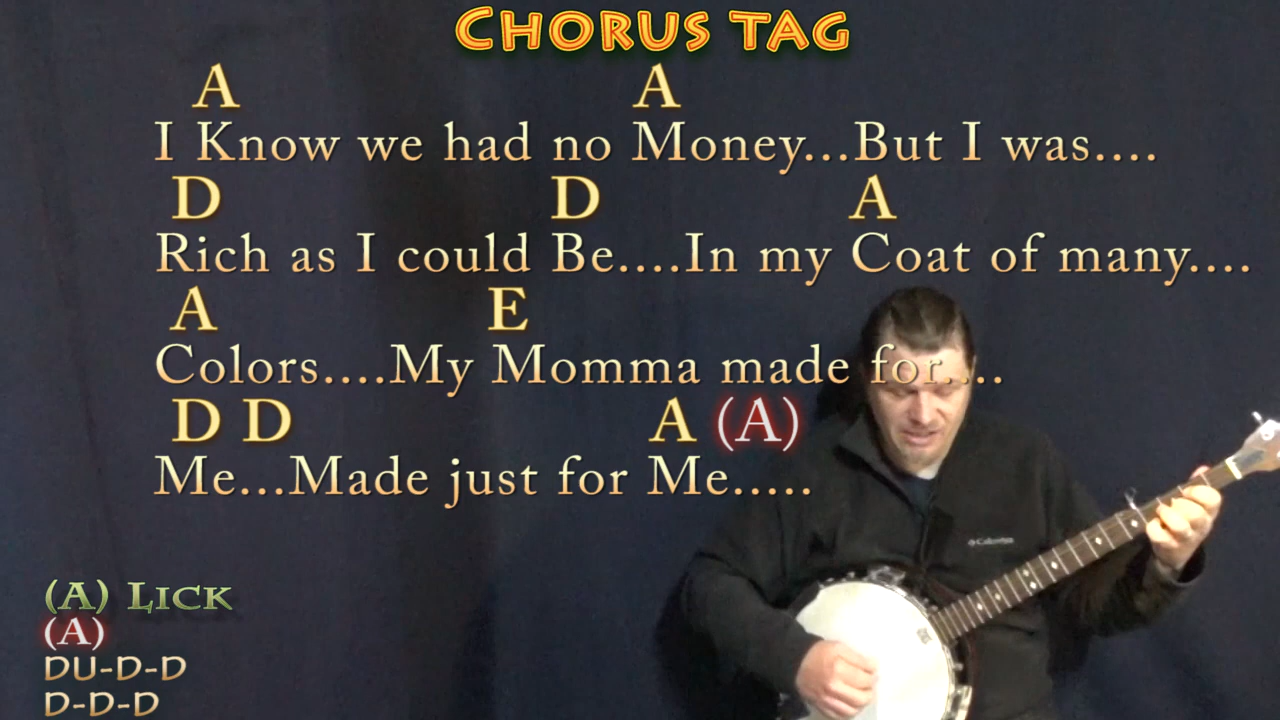 CHORUS TAG
A A
I Know we had no Money...But I was....
D D A
Rich as I could Be....In my Coat of many....
A E
Colors....My Momma made for....
D D A (A)
Me...Made just for Me.....
(A) LICK
(A)
DU-D-D
D-D-D
Columbia